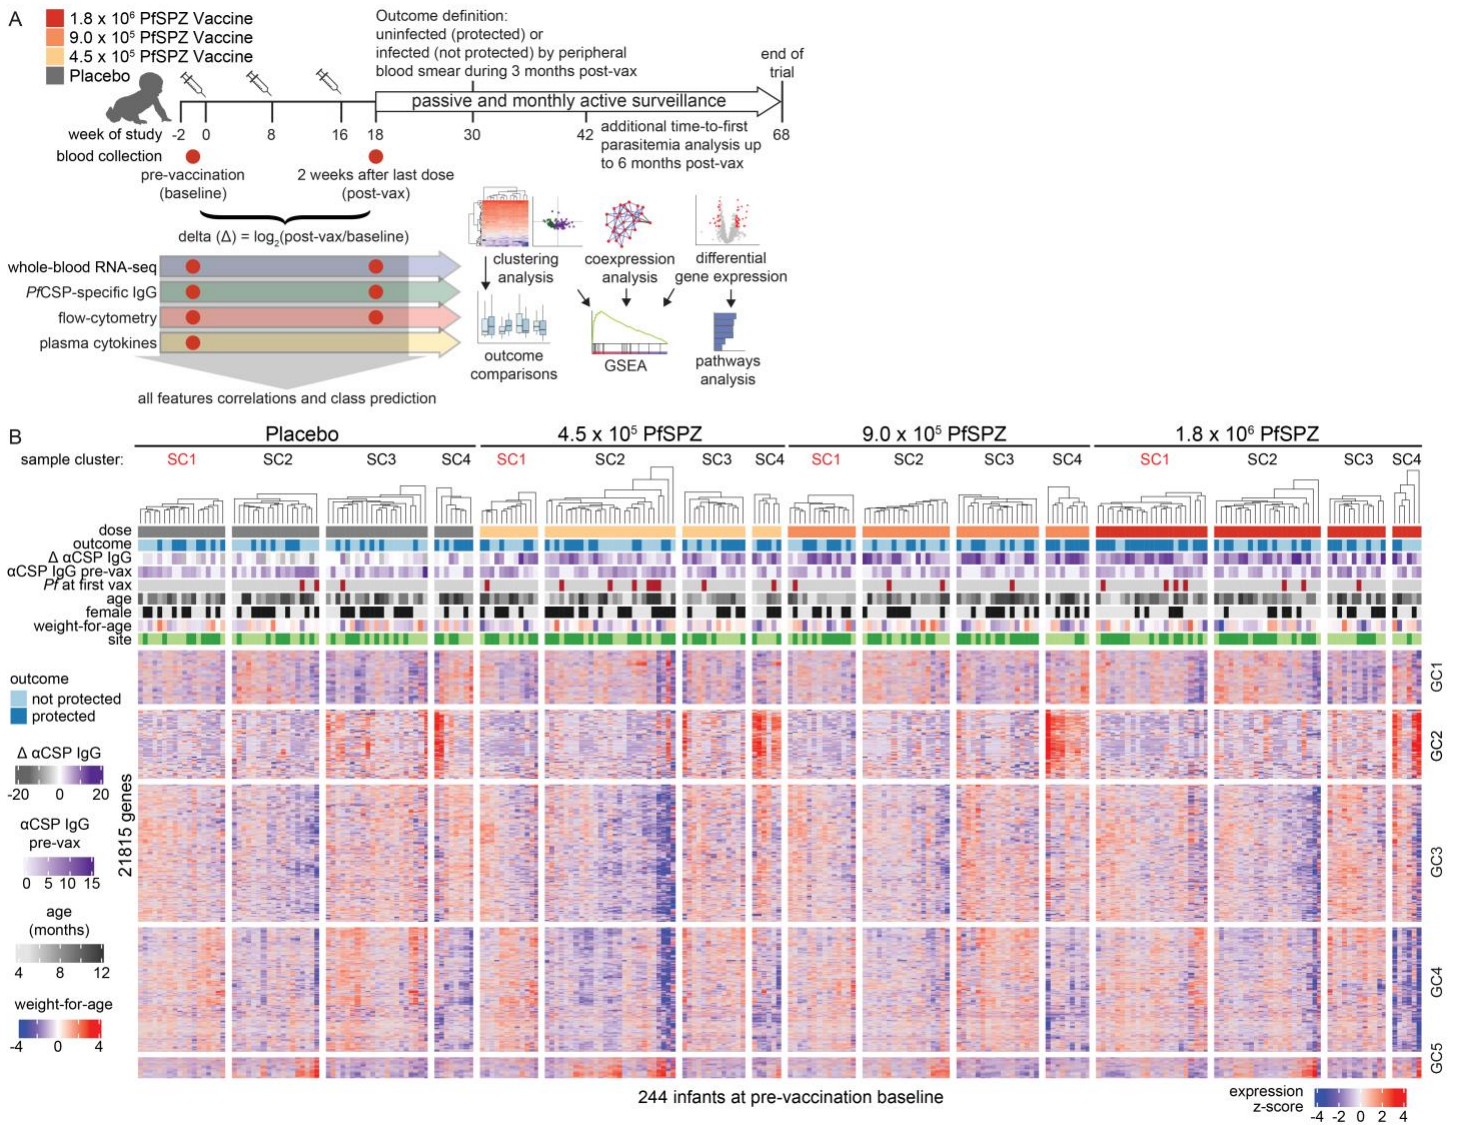 A
1.8 x 10⁶ PfSPZ Vaccine
9.0 x 10⁵ PfSPZ Vaccine
4.5 x 10⁵ PfSPZ Vaccine
Placebo
Outcome definition:
uninfected (protected) or
infected (not protected) by peripheral
blood smear during 3 months post-vax
end of
trial
passive and monthly active surveillance
week of study -2 0 8 16 18 30 42 68
additional time-to-first
parasitemia analysis up
to 6 months post-vax
blood collection
pre-vaccination
(baseline)
2 weeks after last dose
(post-vax)
delta (Δ) = log₂(post-vax/baseline)
whole-blood RNA-seq
PfCSP-specific IgG
flow-cytometry
plasma cytokines
all features correlations and class prediction
clustering
analysis
coexpression
analysis
differential
gene expression
outcome
comparisons
GSEA
pathways
analysis
B
Placebo 4.5 x 10⁵ PfSPZ 9.0 x 10⁵ PfSPZ 1.8 x 10⁶ PfSPZ
sample cluster: SC1 SC2 SC3 SC4 SC1 SC2 SC3 SC4 SC1 SC2 SC3 SC4 SC1 SC2 SC3 SC4
dose
outcome
Δ αCSP IgG
αCSP IgG pre-vax
Pf at first vax
age
female
weight-for-age
site
outcome
not protected
protected
Δ αCSP IgG
-20 0 20
αCSP IgG
pre-vax
0 5 10 15
age
(months)
4 8 12
weight-for-age
-4 0 4
21815 genes
GC1
GC2
GC3
GC4
GC5
244 infants at pre-vaccination baseline
expression
z-score
-4 -2 0 2 4